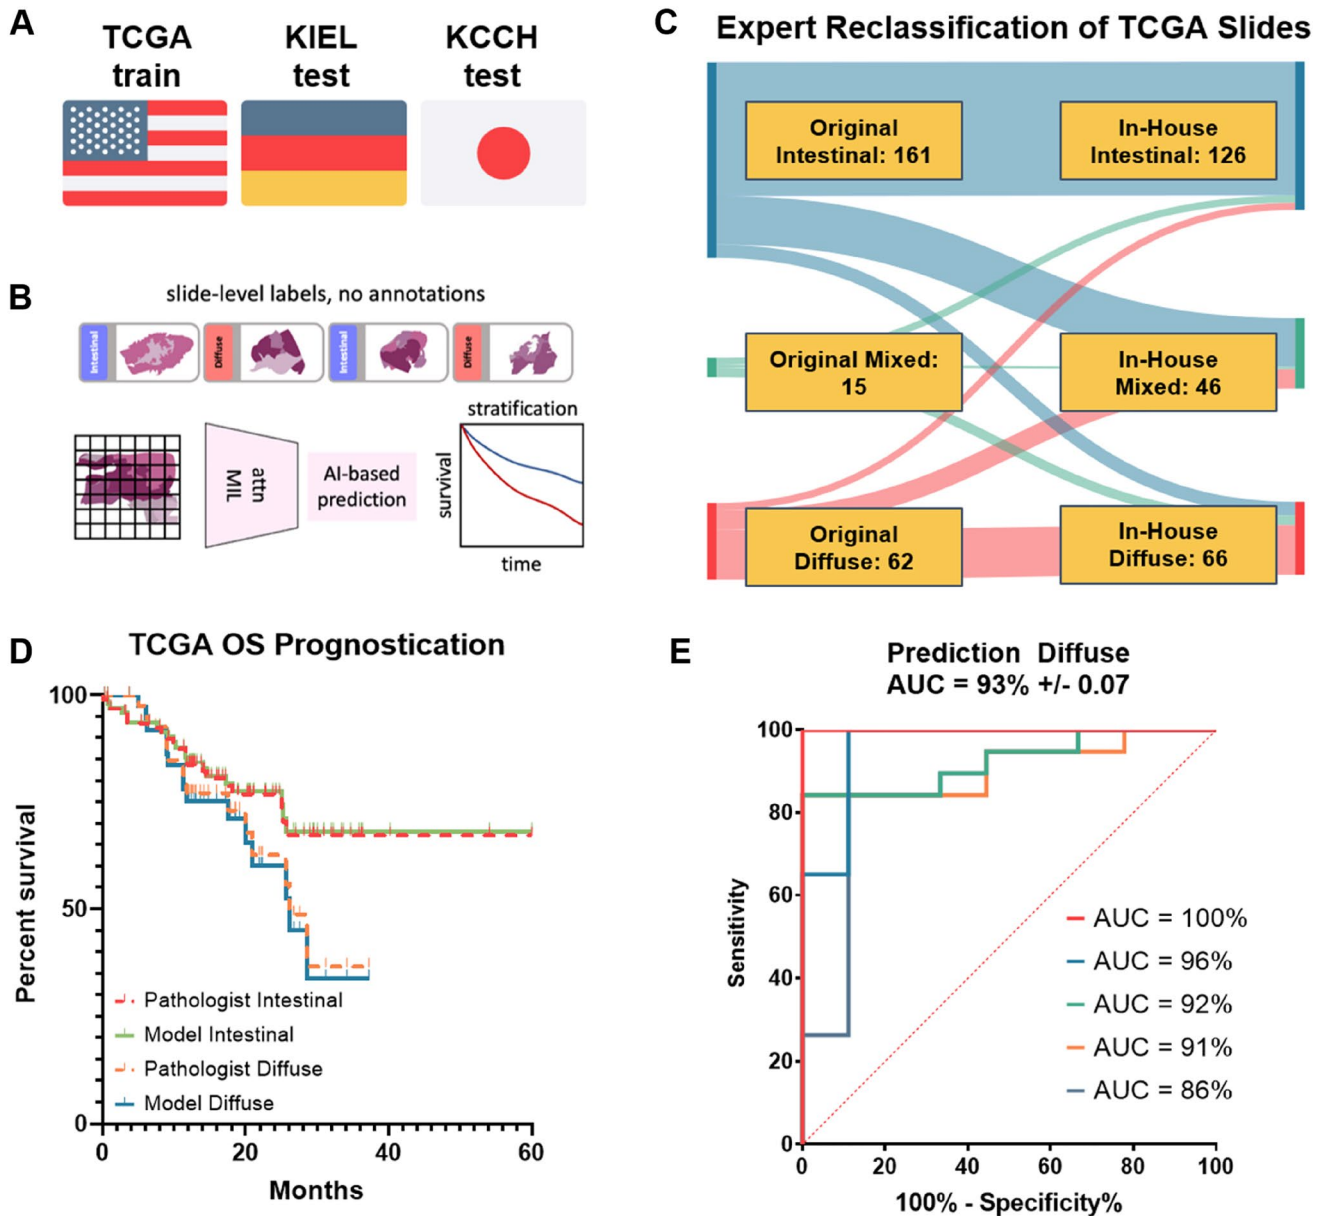 A
TCGA
train
KIEL
test
KCCH
test
B
slide-level labels, no annotations
Intestinal
Diffuse
Intestinal
Diffuse
attn
MIL
AI-based
prediction
stratification
survival
time
C
Expert Reclassification of TCGA Slides
Original
Intestinal: 161
In-House
Intestinal: 126
Original Mixed:
15
In-House
Mixed: 46
Original
Diffuse: 62
In-House
Diffuse: 66
D
TCGA OS Prognostication
Percent survival
100
50
0
Pathologist Intestinal
Model Intestinal
Pathologist Diffuse
Model Diffuse
0 20 40 60
Months
E
Prediction Diffuse
AUC = 93% +/- 0.07
Sensitivity
100
80
60
40
20
0
AUC = 100%
AUC = 96%
AUC = 92%
AUC = 91%
AUC = 86%
0 20 40 60 80 100
100% - Specificity%